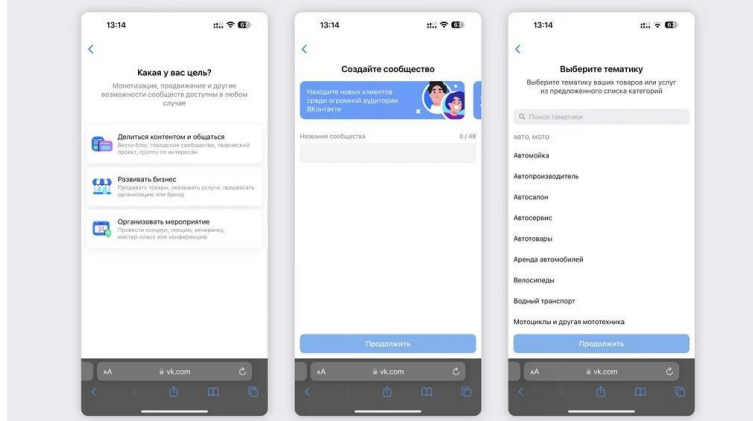 13:14
Какая у вас цель?
Монетизация, продвижение и другие
возможности сообществ доступны в любом
случае
Делиться контентом и общаться
Вести блог, городское сообщество, творческий
проект, группу по интересам
Развивать бизнес
Продавать товары, оказывать услуги, продвигать
организацию или бренд
Организовать мероприятие
Провести концерт, лекцию, вечеринку,
мастер-класс или конференцию
AA vk.com
13:14
Создайте сообщество
Находите новых клиентов
среди огромной аудитории
ВКонтакте
Название сообщества 0 / 48
Продолжить
AA vk.com
13:14
Выберите тематику
Выберите тематику ваших товаров или услуг
из предложенного списка категорий
Поиск тематики
АВТО, МОТО
Автомойка
Автопроизводитель
Автосалон
Автосервис
Автотовары
Аренда автомобилей
Велосипеды
Водный транспорт
Мотоциклы и другая мототехника
Продолжить
AA vk.com